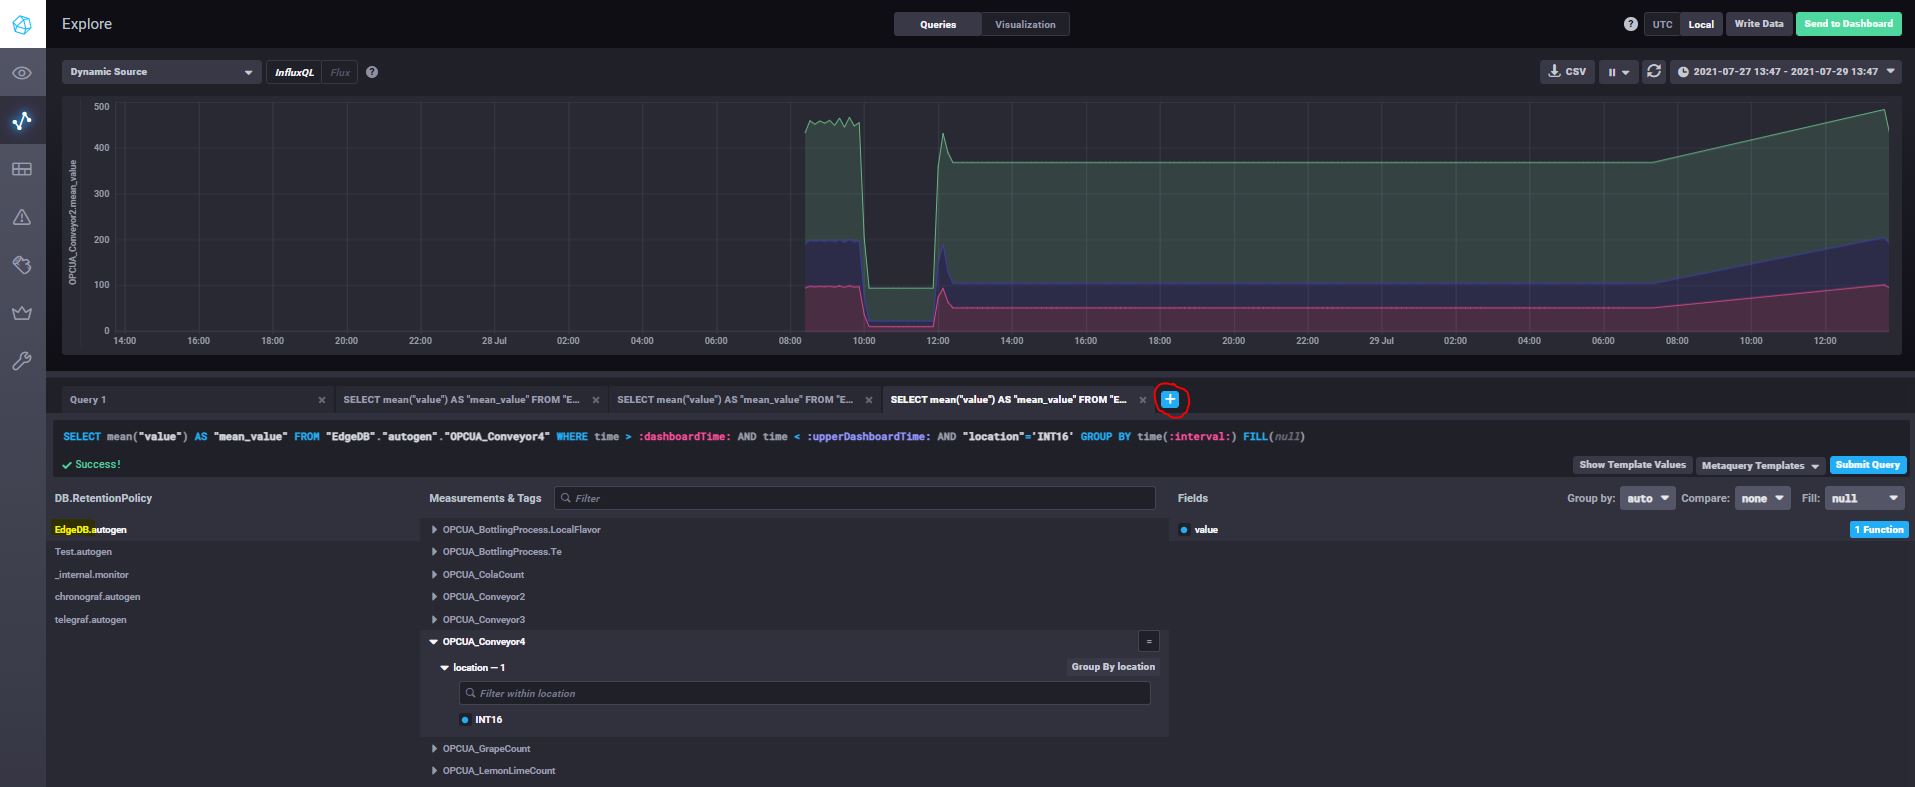 Explore
Queries
Visualization
?
UTC
Local
Write Data
Send to Dashboard
Dynamic Source
InfluxQL
Flux
?
CSV
2021-07-27 13:47 - 2021-07-29 13:47
OPCUA_Conveyor2.mean_value
500
400
300
200
100
0
14:00 16:00 18:00 20:00 22:00 28 Jul 02:00 04:00 06:00 08:00 10:00 12:00 14:00 16:00 18:00 20:00 22:00 29 Jul 02:00 04:00 06:00 08:00 10:00 12:00
Query 1
SELECT mean("value") AS "mean_value" FROM "E...
SELECT mean("value") AS "mean_value" FROM "E...
SELECT mean("value") AS "mean_value" FROM "E...
SELECT mean("value") AS "mean_value" FROM "EdgeDB"."autogen"."OPCUA_Conveyor4" WHERE time > :dashboardTime: AND time < :upperDashboardTime: AND "location"='INT16' GROUP BY time(:interval:) FILL(null)
Success!
Show Template Values
Metaquery Templates
Submit Query
DB.RetentionPolicy
Measurements & Tags
Filter
Fields
Group by: auto
Compare: none
Fill: null
EdgeDB.autogen
Test.autogen
_internal.monitor
chronograf.autogen
telegraf.autogen
OPCUA_BottlingProcess.LocalFlavor
OPCUA_BottlingProcess.Te
OPCUA_ColaCount
OPCUA_Conveyor2
OPCUA_Conveyor3
OPCUA_Conveyor4
=
location — 1
Group By location
Filter within location
INT16
OPCUA_GrapeCount
OPCUA_LemonLimeCount
value
1 Function